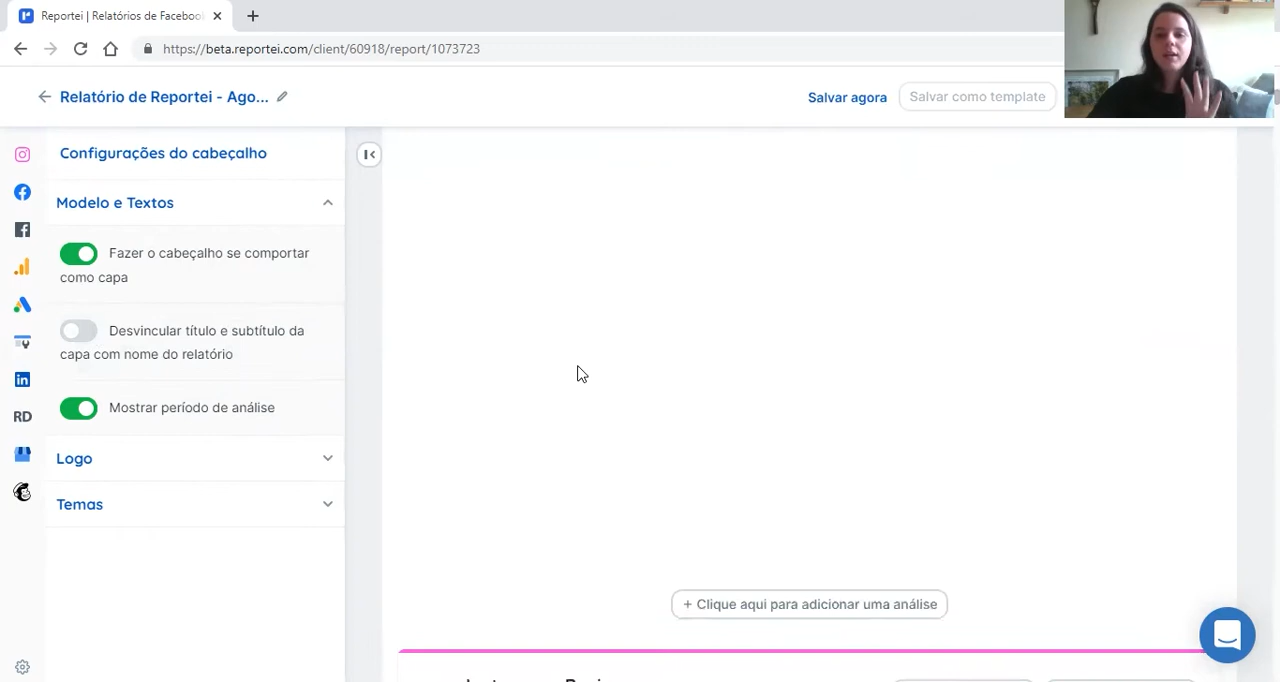 Reportei | Relatórios de Facebool
https://beta.reportei.com/client/60918/report/1073723
Relatório de Reportei - Ago...
Salvar agora
Salvar como template
Configurações do cabeçalho
Modelo e Textos
Fazer o cabeçalho se comportar
como capa
Desvincular título e subtítulo da
capa com nome do relatório
Mostrar período de análise
RD
Logo
Temas
+ Clique aqui para adicionar uma análise